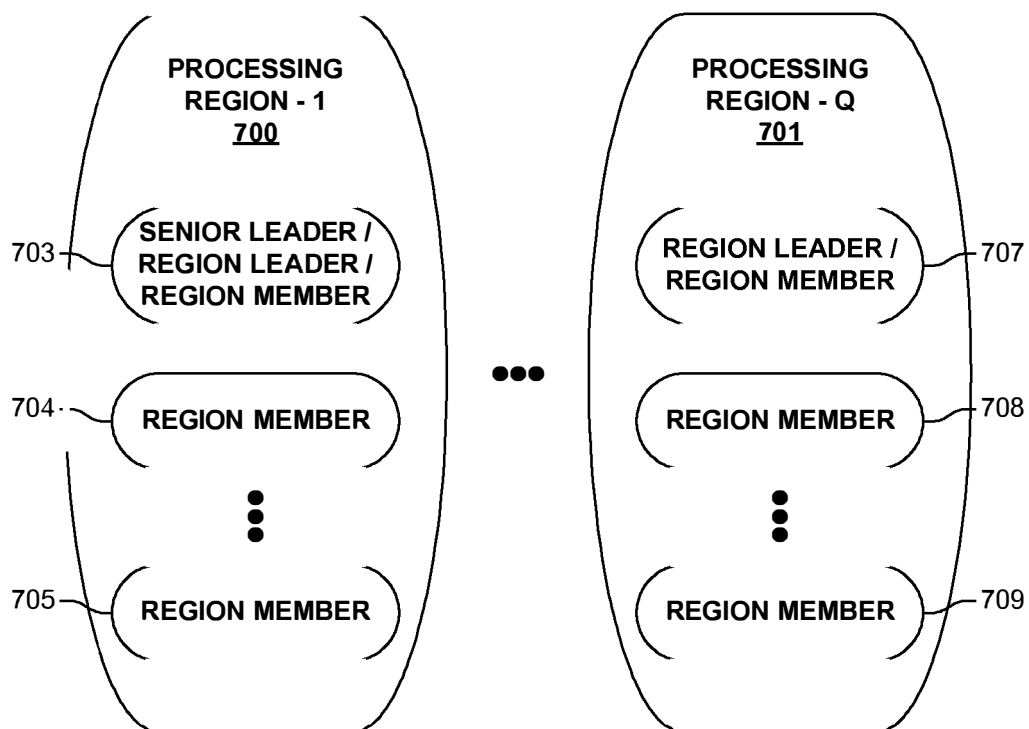 PROCESSING
REGION - 1
700
SENIOR LEADER /
REGION LEADER /
REGION MEMBER
703
704
REGION MEMBER
705
REGION MEMBER
PROCESSING
REGION - Q
701
REGION LEADER /
REGION MEMBER
707
REGION MEMBER
708
REGION MEMBER
709